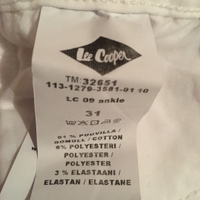 Lee Cooper
TM:32651
113-1279-3581-01 10
LC 09 ankle
31
91 % PUUVILLA /
BOMULL / COTTON
6% POLYESTERI /
POLYESTER /
POLYESTER
3 % ELASTAANI /
ELASTAN / ELASTANE